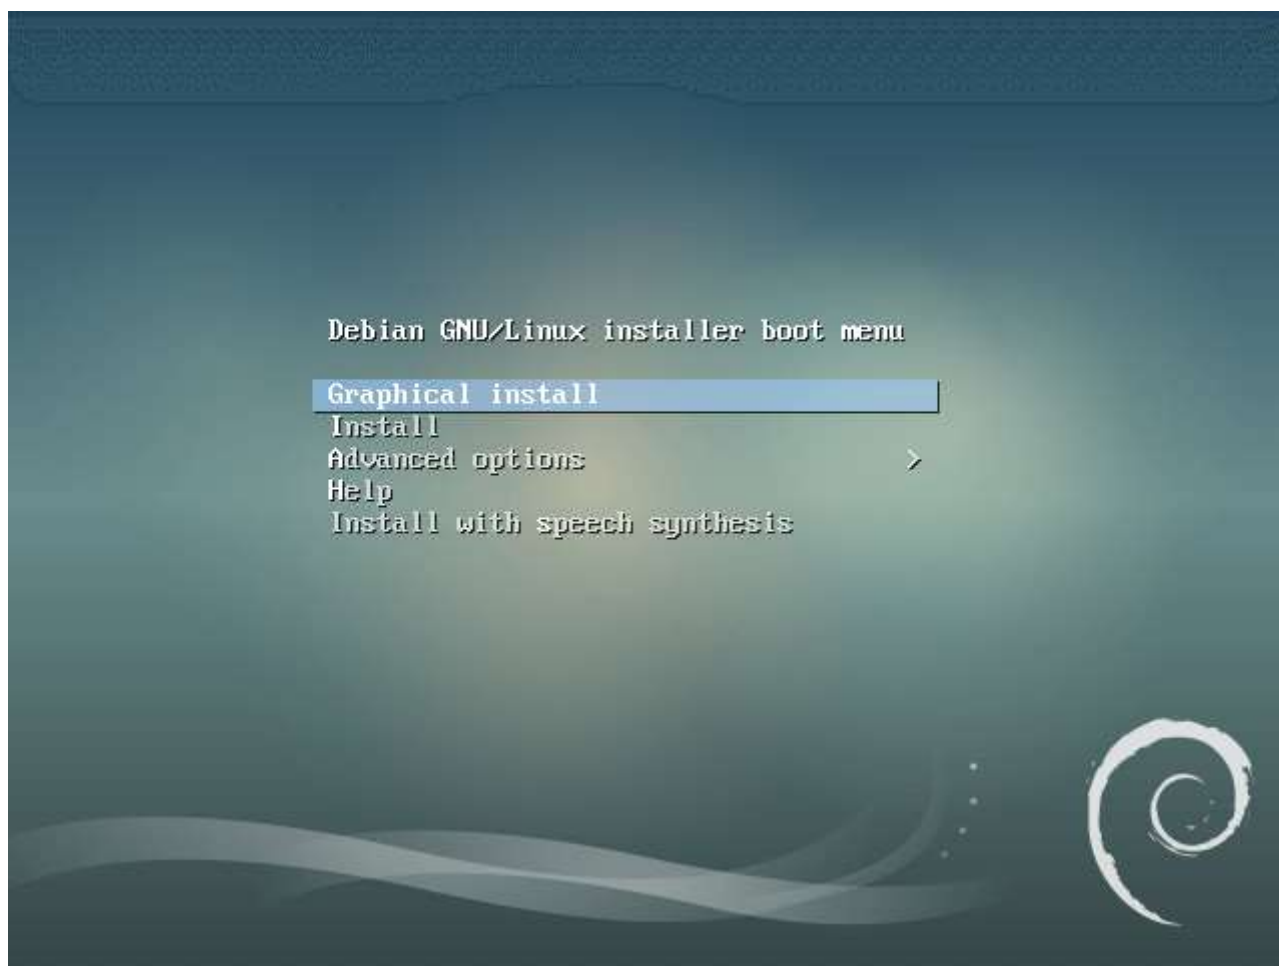 Debian GNU/Linux installer boot menu
Graphical install
Install
Advanced options >
Help
Install with speech synthesis